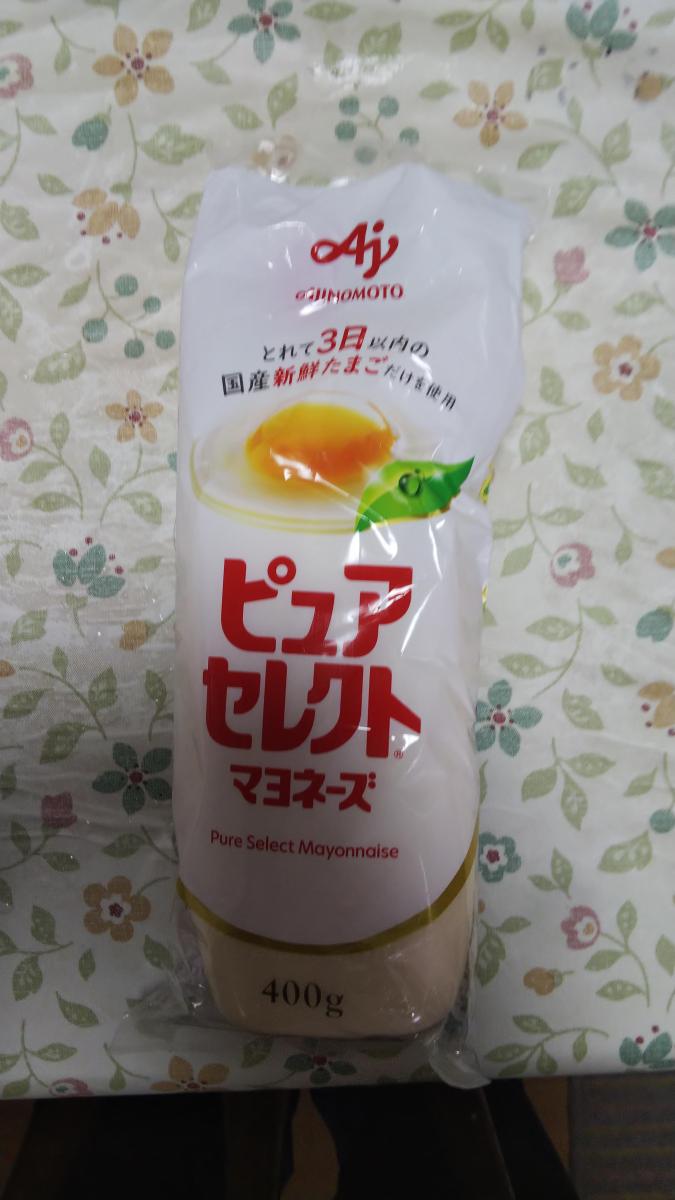 Aj
AJINOMOTO
とれて3日以内の
国産新鮮たまごだけを使用
ピュア
セレクト®
マヨネーズ
Pure Select Mayonnaise
400g